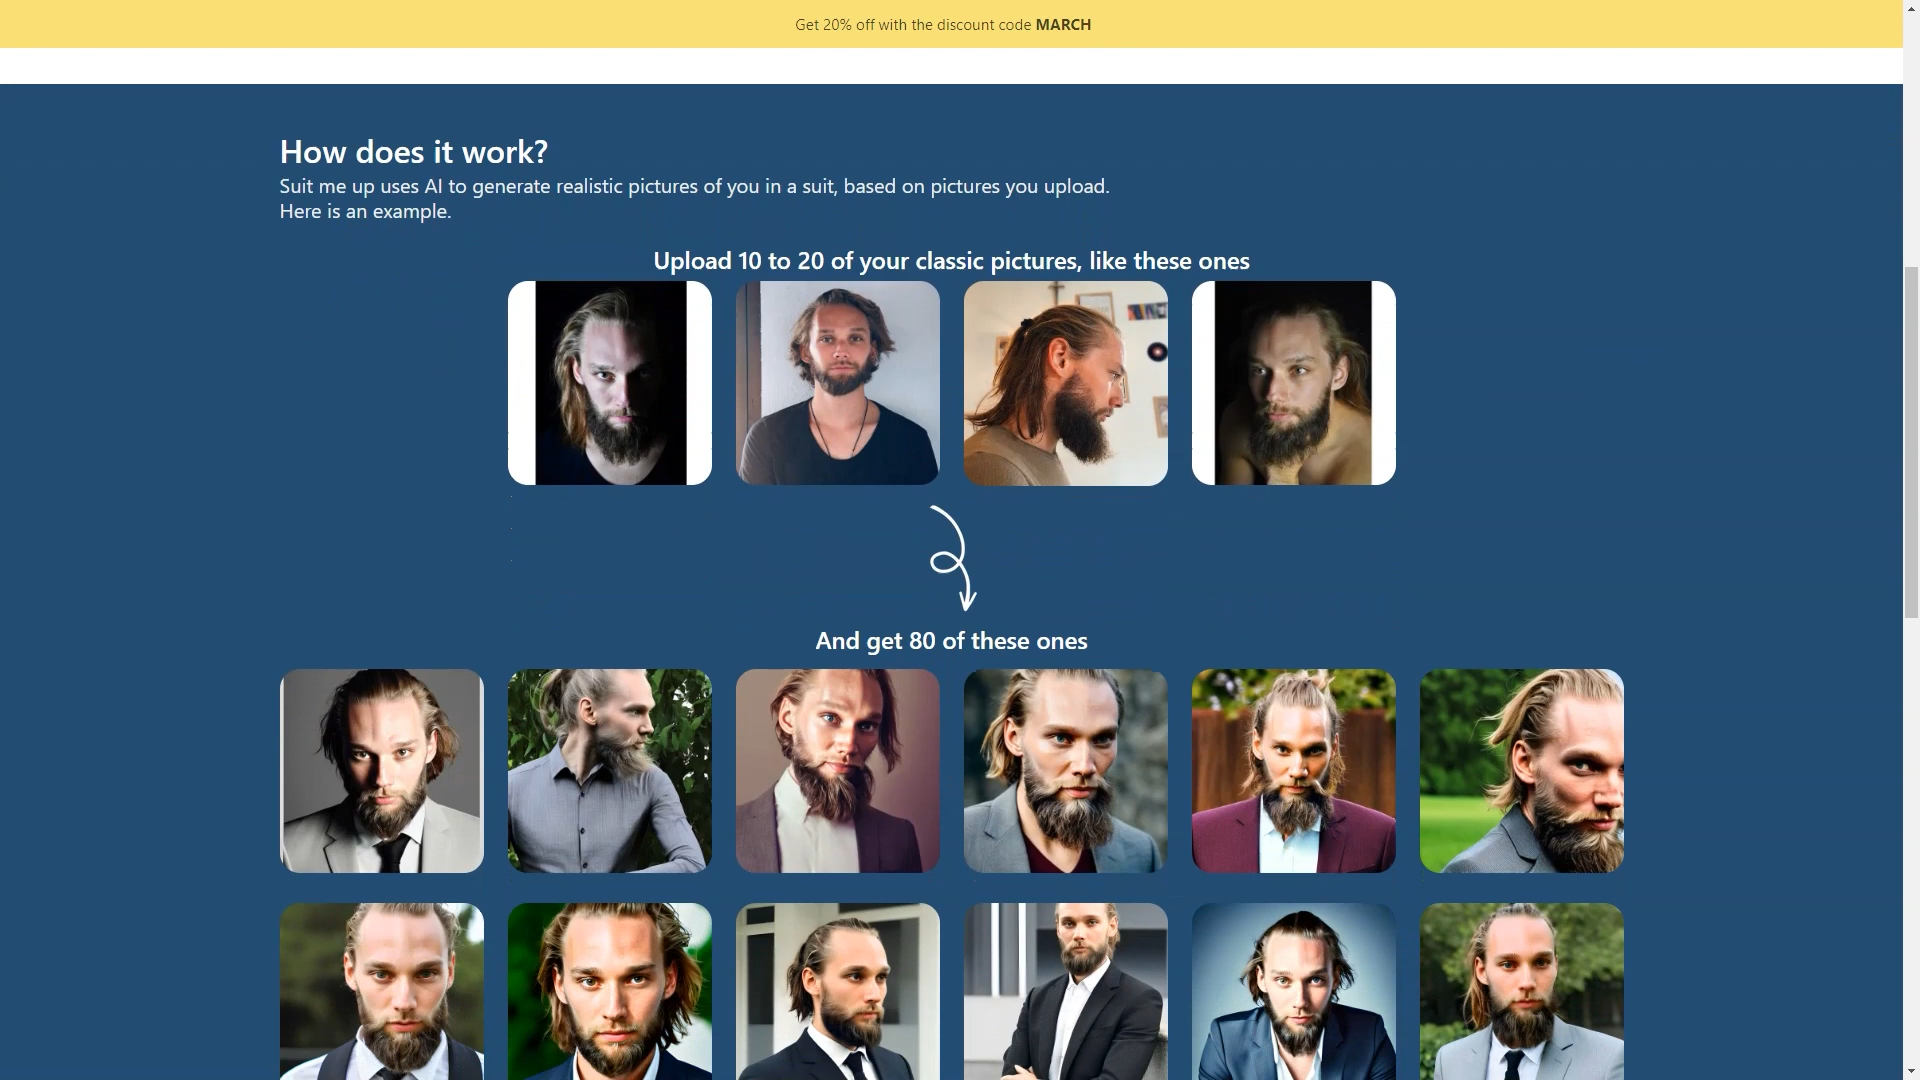 Get 20% off with the discount code MARCH
How does it work?
Suit me up uses AI to generate realistic pictures of you in a suit, based on pictures you upload.
Here is an example.
Upload 10 to 20 of your classic pictures, like these ones
And get 80 of these ones